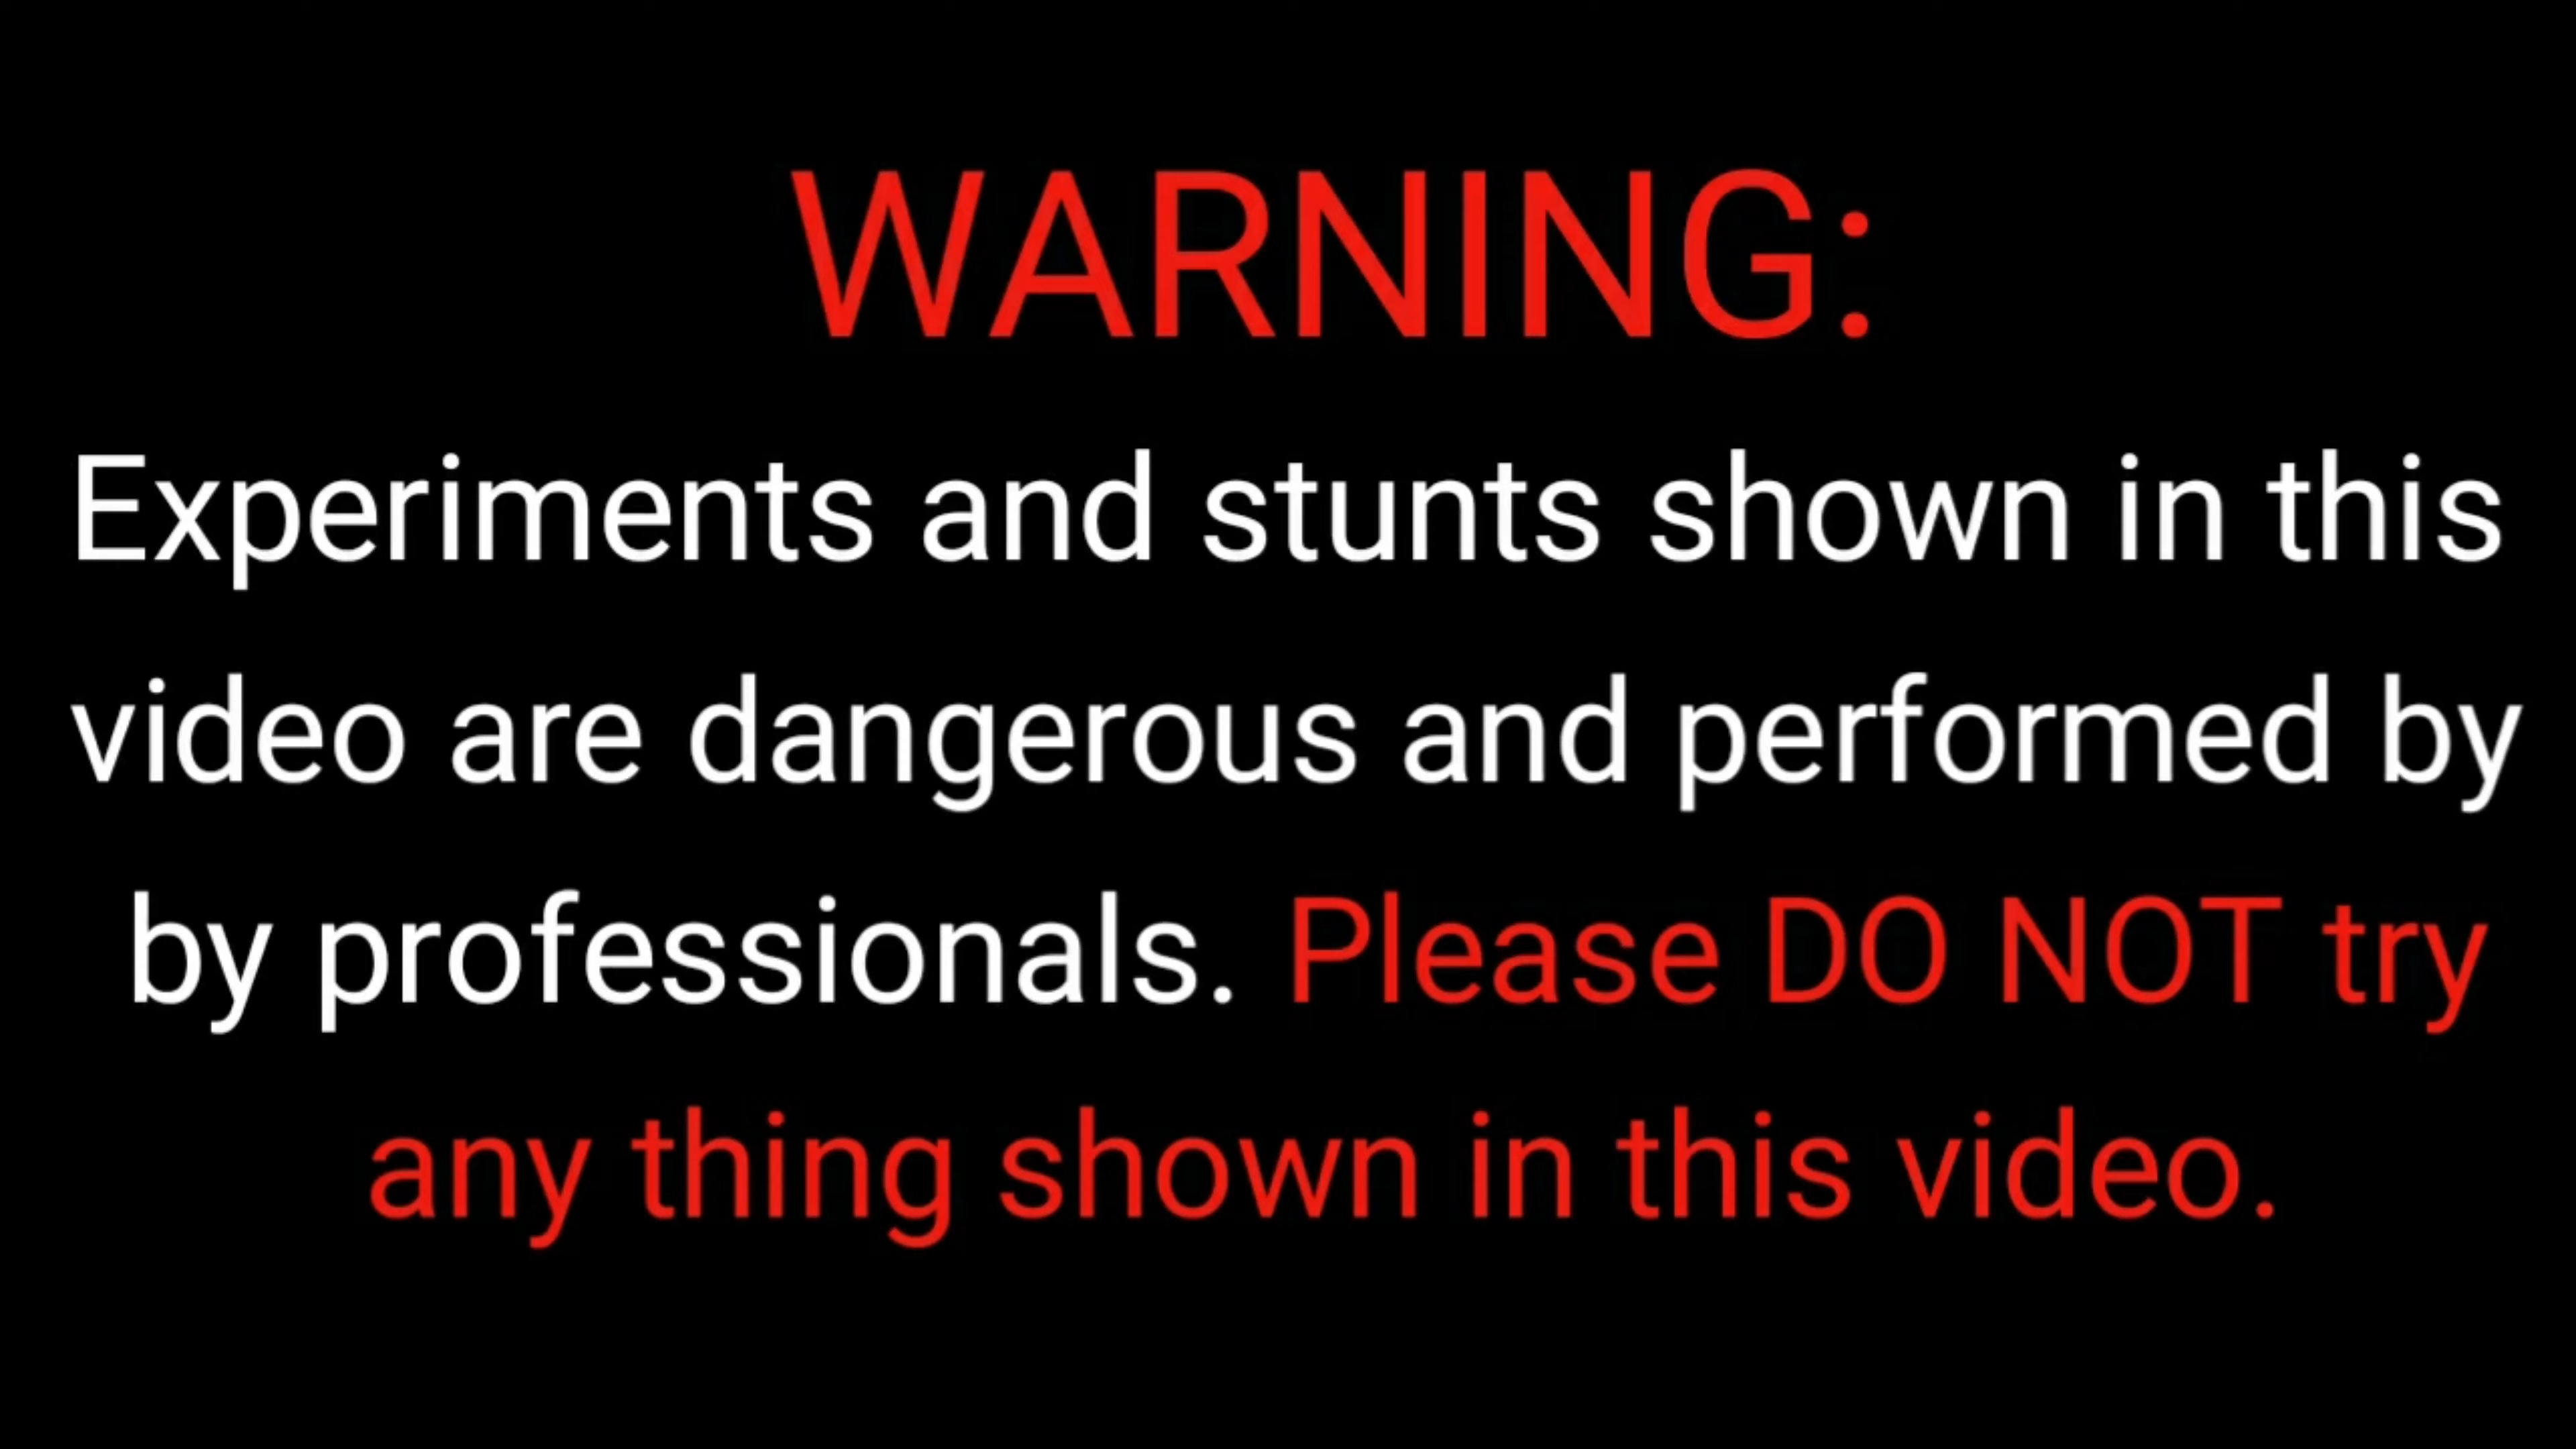 WARNING:
Experiments and stunts shown in this
video are dangerous and performed by
by professionals. Please DO NOT try
any thing shown in this video.